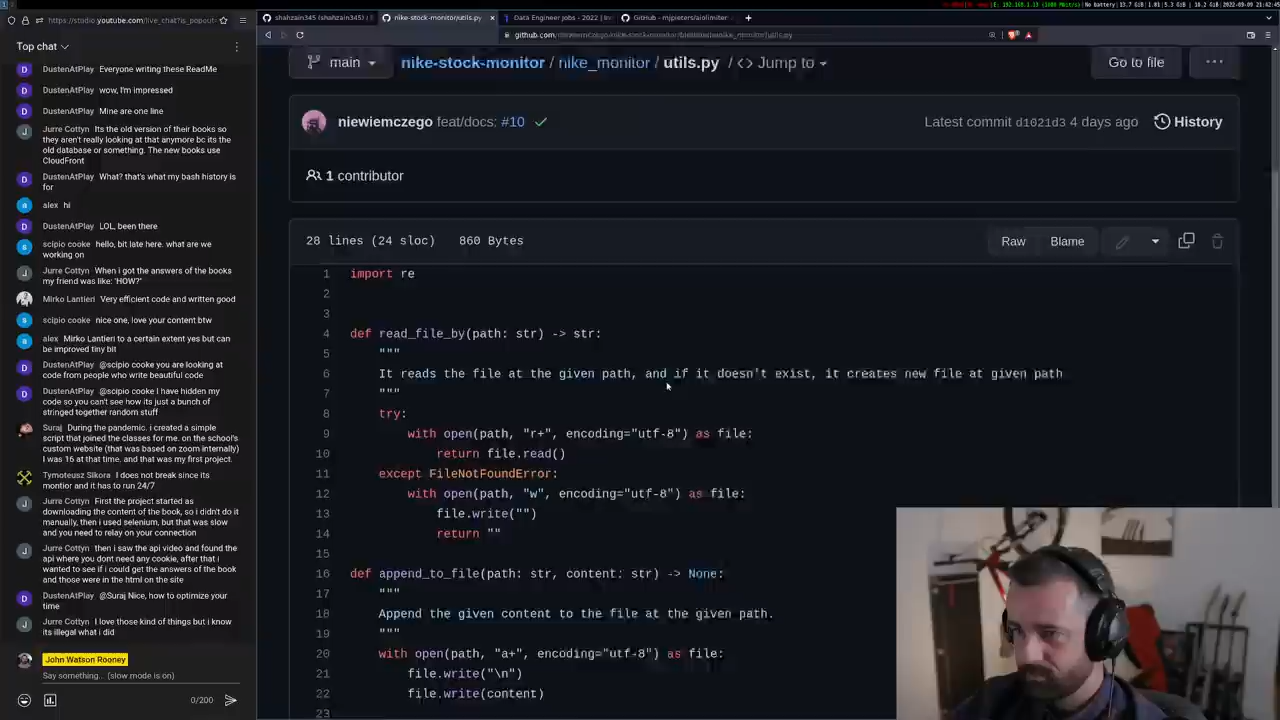 https://studio.youtube.com/live_chat?is_popout=
shahzain345 (shahzain345)
nike-stock-monitor/utils.py
Data Engineer jobs - 2022 |
GitHub - mjpieters/aiolimiter
Top chat
DustenAtPlay Everyone writing these ReadMe
DustenAtPlay wow, I'm impressed
DustenAtPlay Mine are one line
Jurre Cottyn Its the old version of their books so
they aren't really looking at that anymore bc its the
old database or something. The new books use
CloudFront
DustenAtPlay What? that's what my bash history is
for
alex hi
DustenAtPlay LOL, been there
scipio cooke hello, bit late here. what are we
working on
Jurre Cottyn When i got the answers of the books
my friend was like: 'HOW?'
Mirko Lantieri Very efficient code and written good
scipio cooke nice one, love your content btw
alex Mirko Lantieri to a certain extent yes but can
be improved tiny bit
DustenAtPlay @scipio cooke you are looking at
code from people who write beautiful code
DustenAtPlay @scipio cooke I have hidden my
code so you can't see how its just a bunch of
stringed together random stuff
Suraj During the pandemic. i created a simple
script that joined the classes for me. on the school's
custom website (that was based on zoom internally)
I was 16 at that time. and that was my first project.
Tymoteusz Sikora I does not break since its
monitior and it has to run 24/7
Jurre Cottyn First the project started as
downloading the content of the book, so i didn't do it
manually, then i used selenium, but that was slow
and you need to relay on your connection
Jurre Cottyn then i saw the api video and found the
api where you dont need any cookie, after that i
wanted to see if i could get the answers of the book
and those were in the html on the site
DustenAtPlay @Suraj Nice, how to optimize your
time
Jurre Cottyn I love those kind of things but i know
its illegal what i did
John Watson Rooney
Say something... (slow mode is on)
0/200
main
nike-stock-monitor / nike_monitor / utils.py / <> Jump to
Go to file
...
niewiemczego feat/docs: #10
Latest commit d1021d3 4 days ago
History
1 contributor
28 lines (24 sloc) 860 Bytes
Raw
Blame
1 import re
2
3
4 def read_file_by(path: str) -> str:
5 """
6 It reads the file at the given path, and if it doesn't exist, it creates new file at given path
7 """
8 try:
9 with open(path, "r+", encoding="utf-8") as file:
10 return file.read()
11 except FileNotFoundError:
12 with open(path, "w", encoding="utf-8") as file:
13 file.write("")
14 return ""
15
16 def append_to_file(path: str, content: str) -> None:
17 """
18 Append the given content to the file at the given path.
19 """
20 with open(path, "a+", encoding="utf-8") as file:
21 file.write("\n")
22 file.write(content)
23